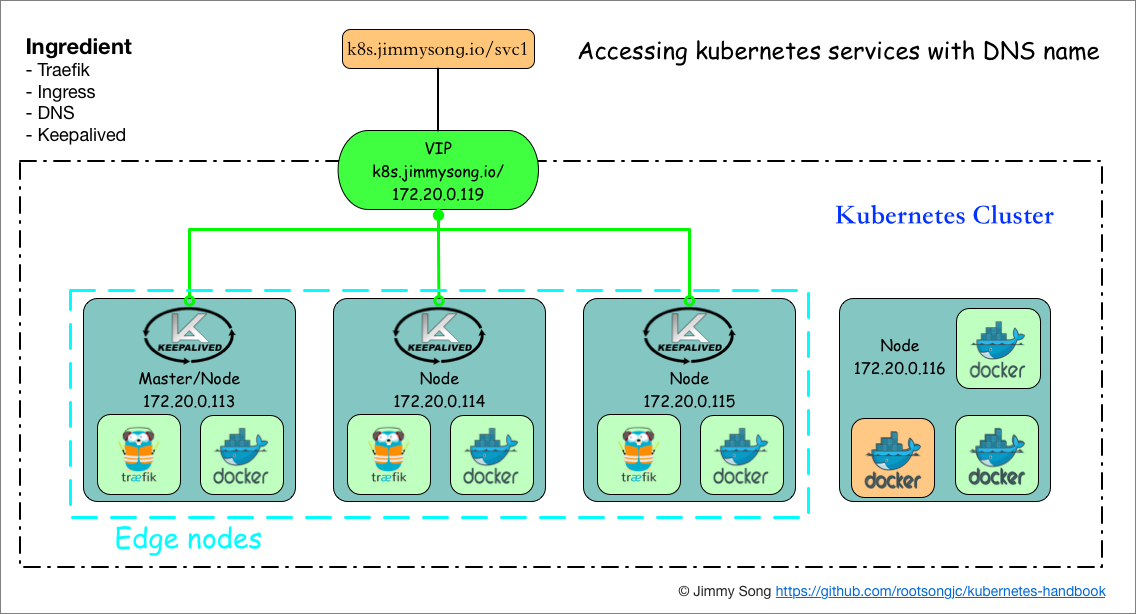 Ingredient
- Traefik
- Ingress
- DNS
- Keepalived
k8s.jimmysong.io/svc1
Accessing kubernetes services with DNS name
VIP
k8s.jimmysong.io/
172.20.0.119
Kubernetes Cluster
KEEPALIVED
Master/Node
172.20.0.113
træfik
docker
KEEPALIVED
Node
172.20.0.114
træfik
docker
KEEPALIVED
Node
172.20.0.115
træfik
docker
Node
172.20.0.116
docker
docker
docker
Edge nodes
© Jimmy Song https://github.com/rootsongjc/kubernetes-handbook